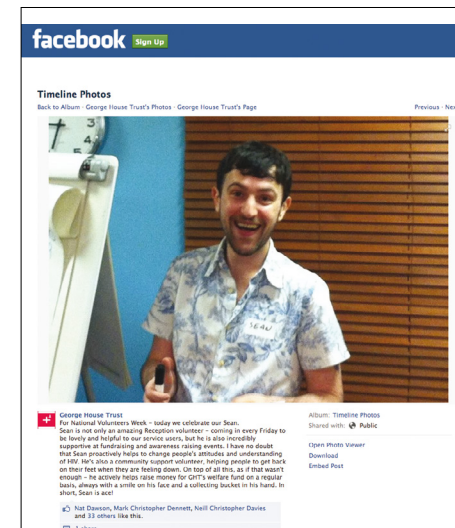 facebook Sign Up
Timeline Photos
Back to Album · George House Trust's Photos · George House Trust's Page
Previous · Nex
3
4
5
SEAN
George House Trust
For National Volunteers Week – today we celebrate our Sean.
Sean is not only an amazing Reception volunteer – coming in every Friday to
be lovely and helpful to our service users, but he is also incredibly
supportive at fundraising and awareness raising events. I have no doubt
that Sean proactively helps to change people's attitudes and understanding
of HIV. He's also a community support volunteer, helping people to get back
on their feet when they are feeling down. On top of all this, as if that wasn't
enough – he actively helps raise money for GHT's welfare fund on a regular
basis, always with a smile on his face and a collecting bucket in his hand. In
short, Sean is ace!
Nat Dawson, Mark Christopher Dennett, Neill Christopher Davies
and 33 others like this.
Album: Timeline Photos
Shared with: Public
Open Photo Viewer
Download
Embed Post